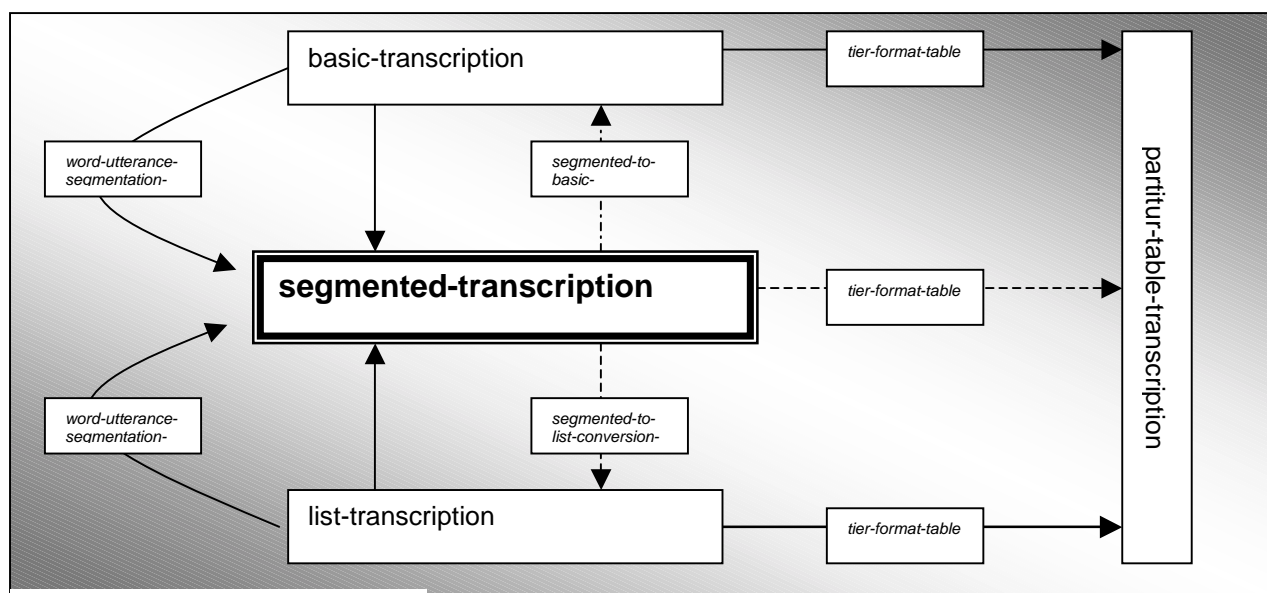 basic-transcription
tier-format-table
word-utterance-
segmentation-
segmented-to-
basic-
partitur-table-transcription
segmented-transcription
tier-format-table
word-utterance-
segmentation-
segmented-to-
list-conversion-
list-transcription
tier-format-table